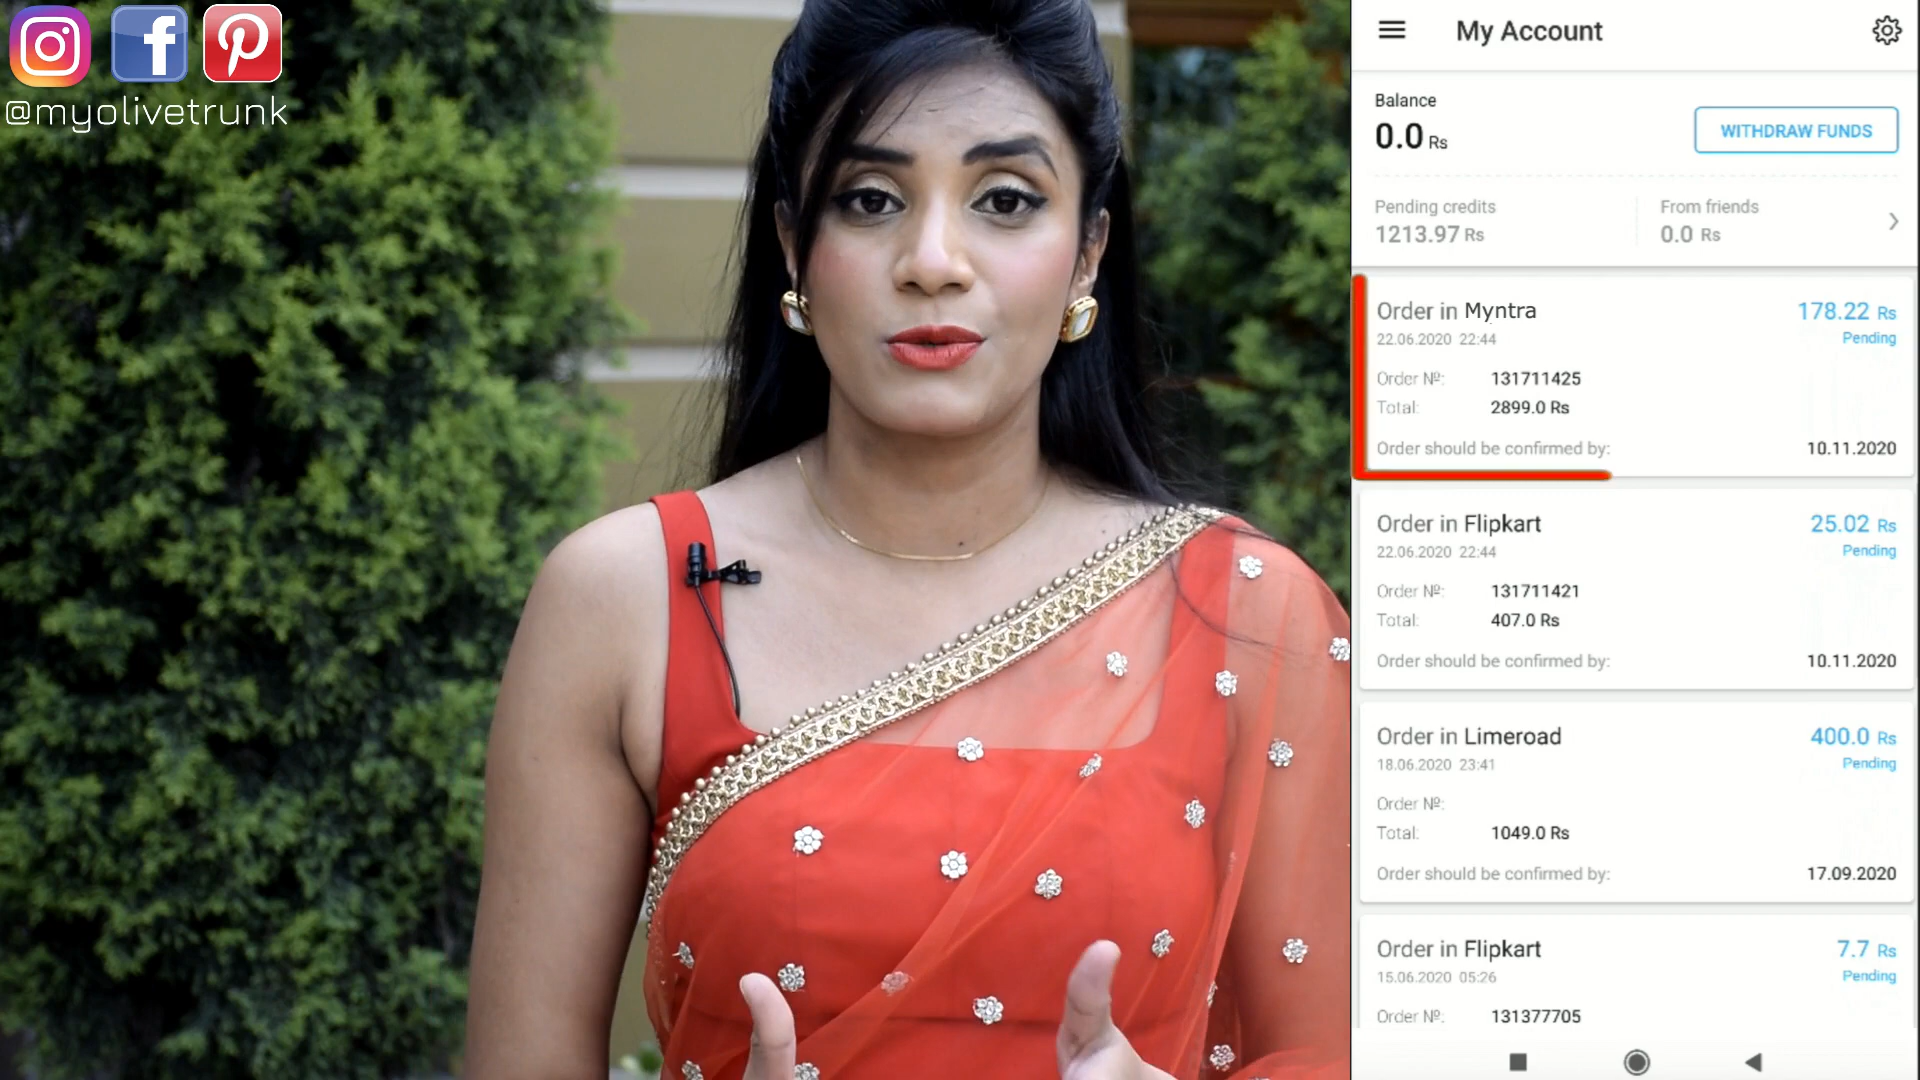 @myolivetrunk
My Account
Balance
0.0 Rs
WITHDRAW FUNDS
Pending credits
1213.97 Rs
From friends
0.0 Rs
Order in Myntra
178.22 Rs
22.06.2020 22:44
Pending
Order №: 131711425
Total: 2899.0 Rs
Order should be confirmed by: 10.11.2020
Order in Flipkart
25.02 Rs
22.06.2020 22:44
Pending
Order №: 131711421
Total: 407.0 Rs
Order should be confirmed by: 10.11.2020
Order in Limeroad
400.0 Rs
18.06.2020 23:41
Pending
Order №:
Total: 1049.0 Rs
Order should be confirmed by: 17.09.2020
Order in Flipkart
7.7 Rs
15.06.2020 05:26
Pending
Order №: 131377705